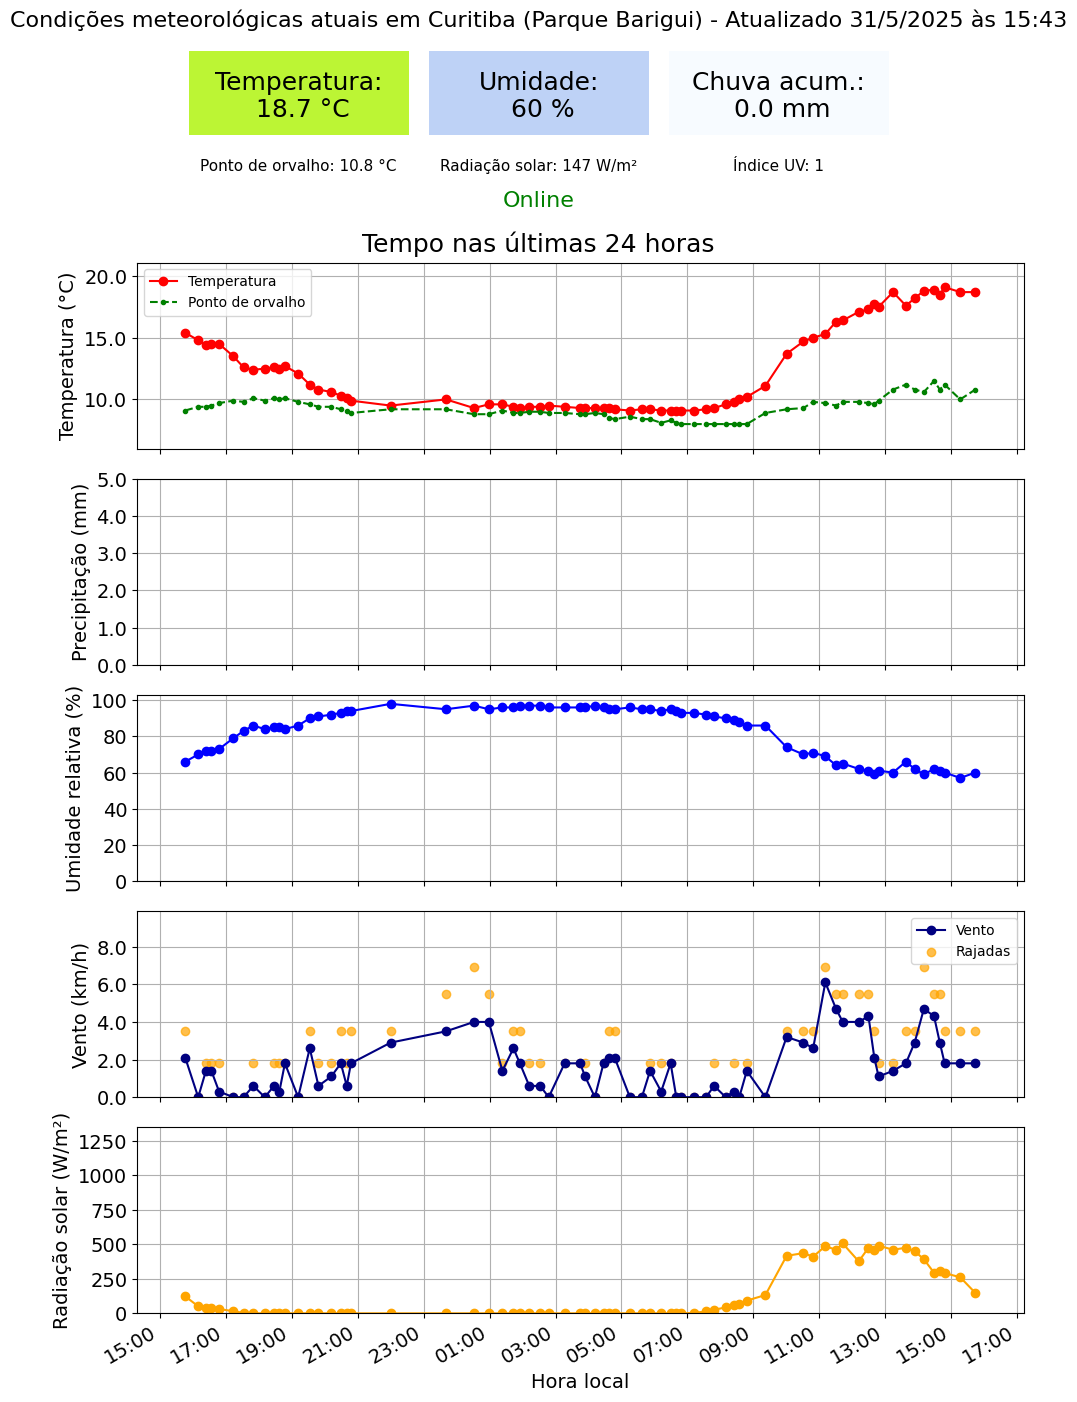 Condições meteorológicas atuais em Curitiba (Parque Barigui) - Atualizado 31/5/2025 às 15:43
Temperatura:
18.7 °C
Umidade:
60 %
Chuva acum.:
0.0 mm
Ponto de orvalho: 10.8 °C
Radiação solar: 147 W/m²
Índice UV: 1
Online
Tempo nas últimas 24 horas
Temperatura (°C)
20.0
15.0
10.0
Temperatura
Ponto de orvalho
Precipitação (mm)
5.0
4.0
3.0
2.0
1.0
0.0
Umidade relativa (%)
100
80
60
40
20
0
Vento (km/h)
8.0
6.0
4.0
2.0
0.0
Vento
Rajadas
Radiação solar (W/m²)
1250
1000
750
500
250
0
15:00
17:00
19:00
21:00
23:00
01:00
03:00
05:00
07:00
09:00
11:00
13:00
15:00
17:00
Hora local